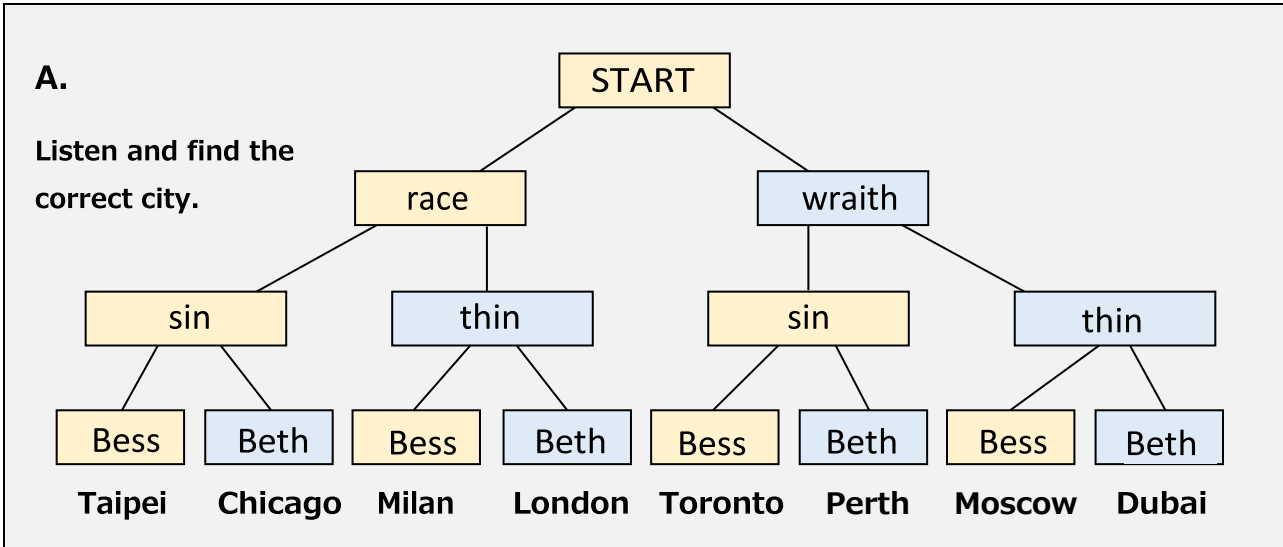 A.
START
Listen and find the
correct city.
race wraith
sin thin sin thin
Bess Beth Bess Beth Bess Beth Bess Beth
Taipei Chicago Milan London Toronto Perth Moscow Dubai